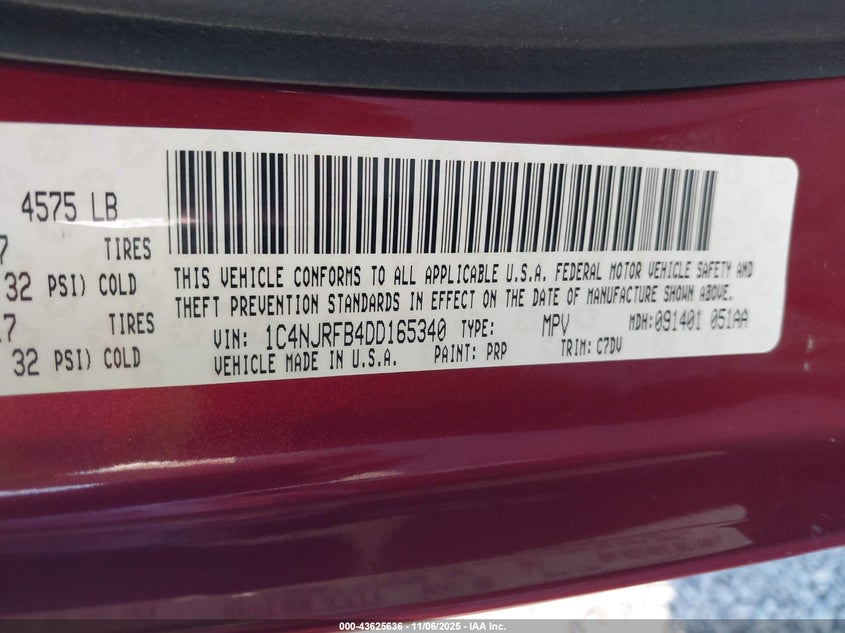 4575 LB
7 TIRES
32 PSI) COLD
17 TIRES
32 PSI) COLD
THIS VEHICLE CONFORMS TO ALL APPLICABLE U.S.A. FEDERAL MOTOR VEHICLE SAFETY AND
THEFT PREVENTION STANDARDS IN EFFECT ON THE DATE OF MANUFACTURE SHOWN ABOVE.
VIN: 1C4NJRFB4DD165340 TYPE: MPV MDH:091401 051AA
VEHICLE MADE IN U.S.A. PAINT: PRP TRIM: C7DV
000-43625636 - 11/06/2025 - IAA Inc.